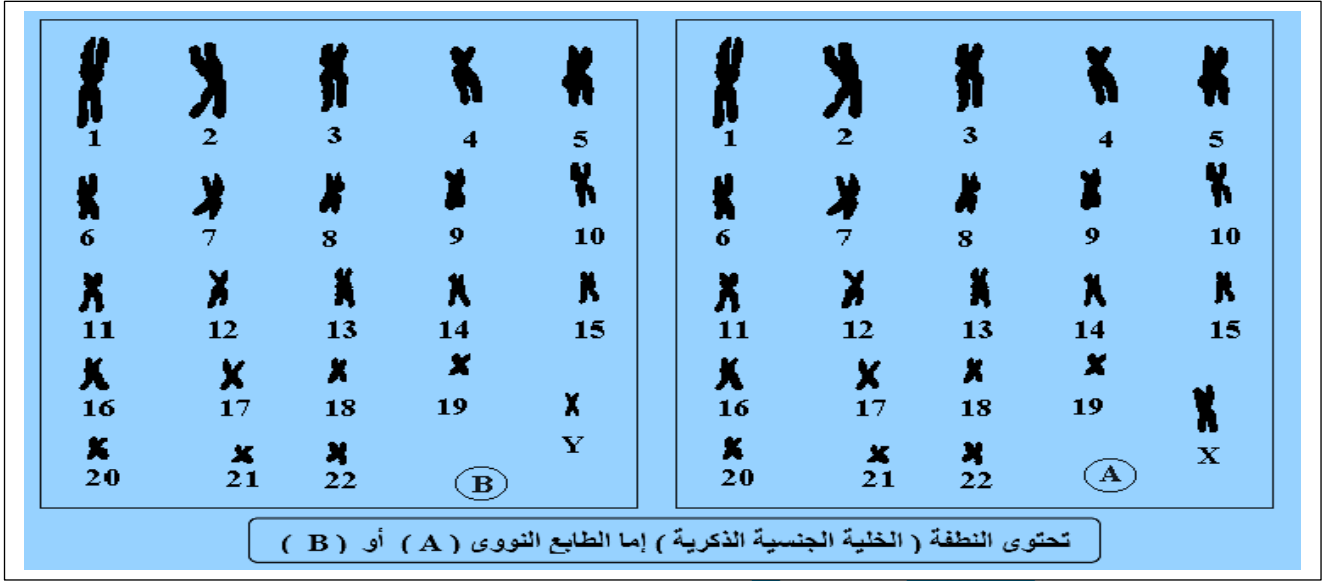 1 2 3 4 5
6 7 8 9 10
11 12 13 14 15
16 17 18 19 Y
20 21 22 B
1 2 3 4 5
6 7 8 9 10
11 12 13 14 15
16 17 18 19 X
20 21 22 A
تحتوى النطفة ( الخلية الجنسية الذكرية ) إما الطابع النووى ( A ) أو ( B )